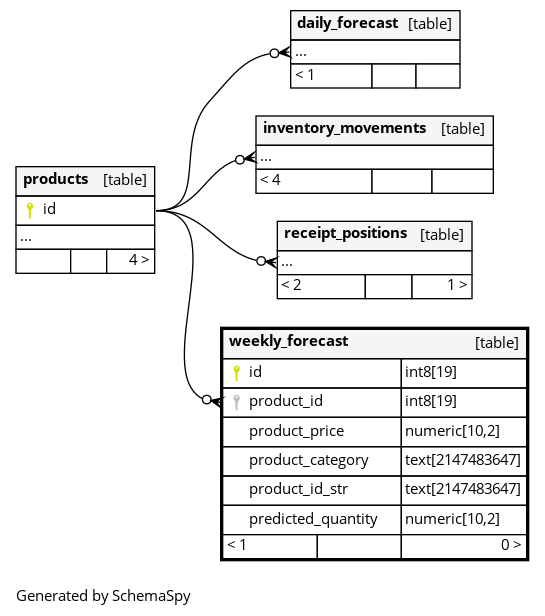 daily_forecast [table]
...
< 1
inventory_movements [table]
...
< 4
products [table]
id
...
4 >
receipt_positions [table]
...
< 2 1 >
weekly_forecast [table]
id int8[19]
product_id int8[19]
product_price numeric[10,2]
product_category text[2147483647]
product_id_str text[2147483647]
predicted_quantity numeric[10,2]
< 1 0 >
Generated by SchemaSpy